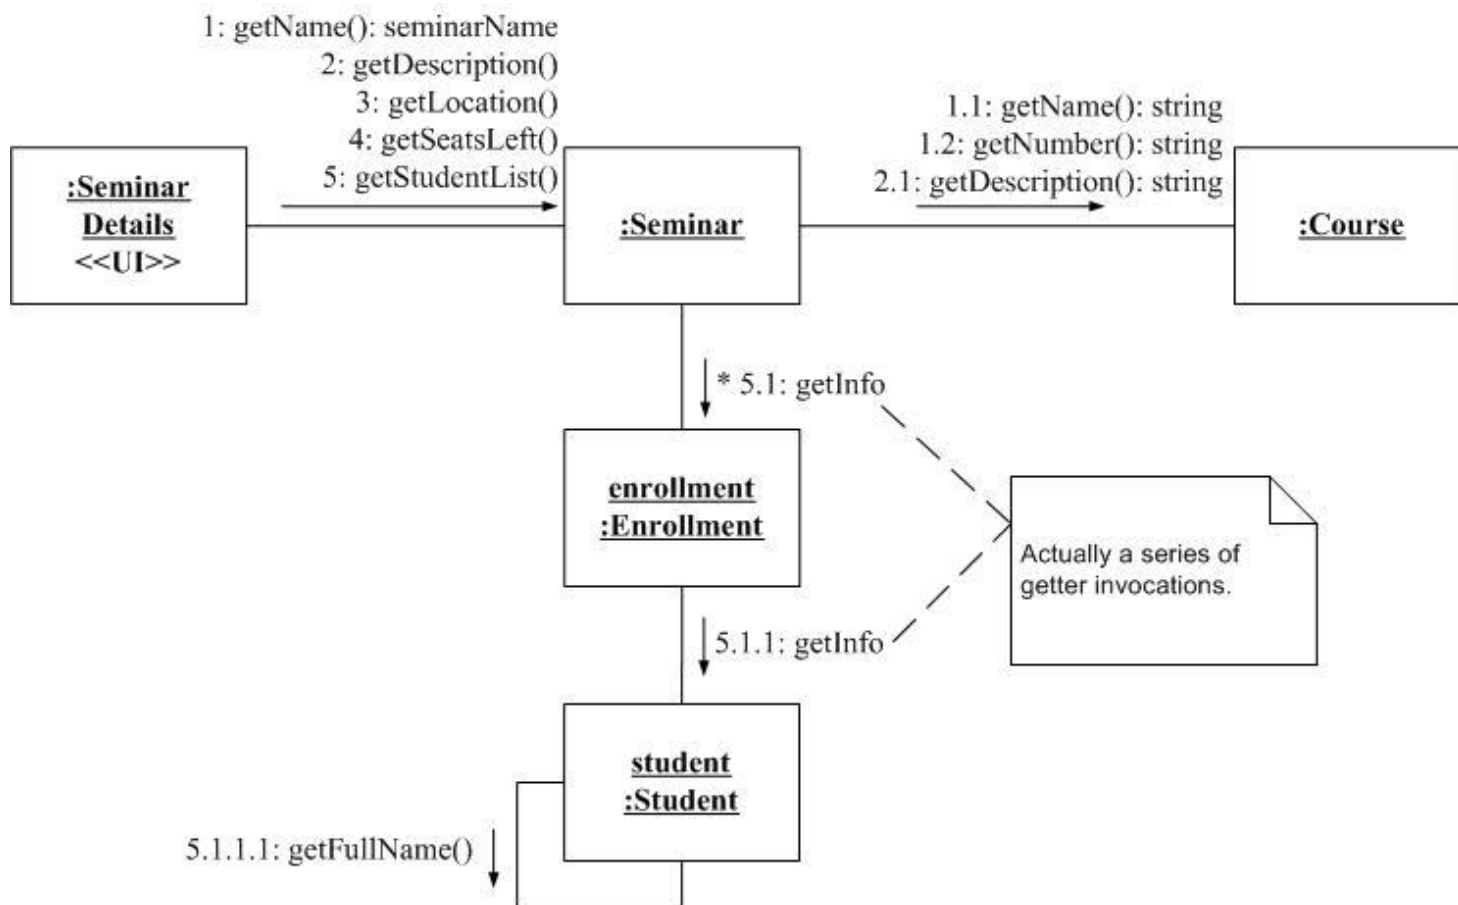 1: getName(): seminarName
2: getDescription()
3: getLocation()
4: getSeatsLeft()
5: getStudentList()
1.1: getName(): string
1.2: getNumber(): string
2.1: getDescription(): string
:Seminar
Details
<<UI>>
:Seminar
:Course
* 5.1: getInfo
enrollment
:Enrollment
Actually a series of
getter invocations.
5.1.1: getInfo
student
:Student
5.1.1.1: getFullName()